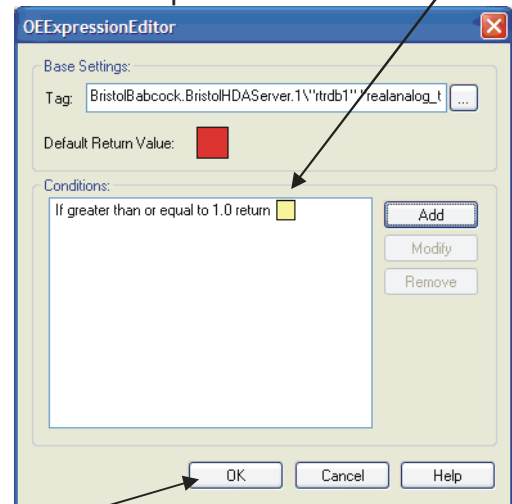 OEExpressionEditor
Base Settings:
Tag: BristolBabcock.BristolHDAServer.1\"rtrdb1"."realanalog_t ...
Default Return Value:
Conditions:
If greater than or equal to 1.0 return
Add
Modify
Remove
OK Cancel Help